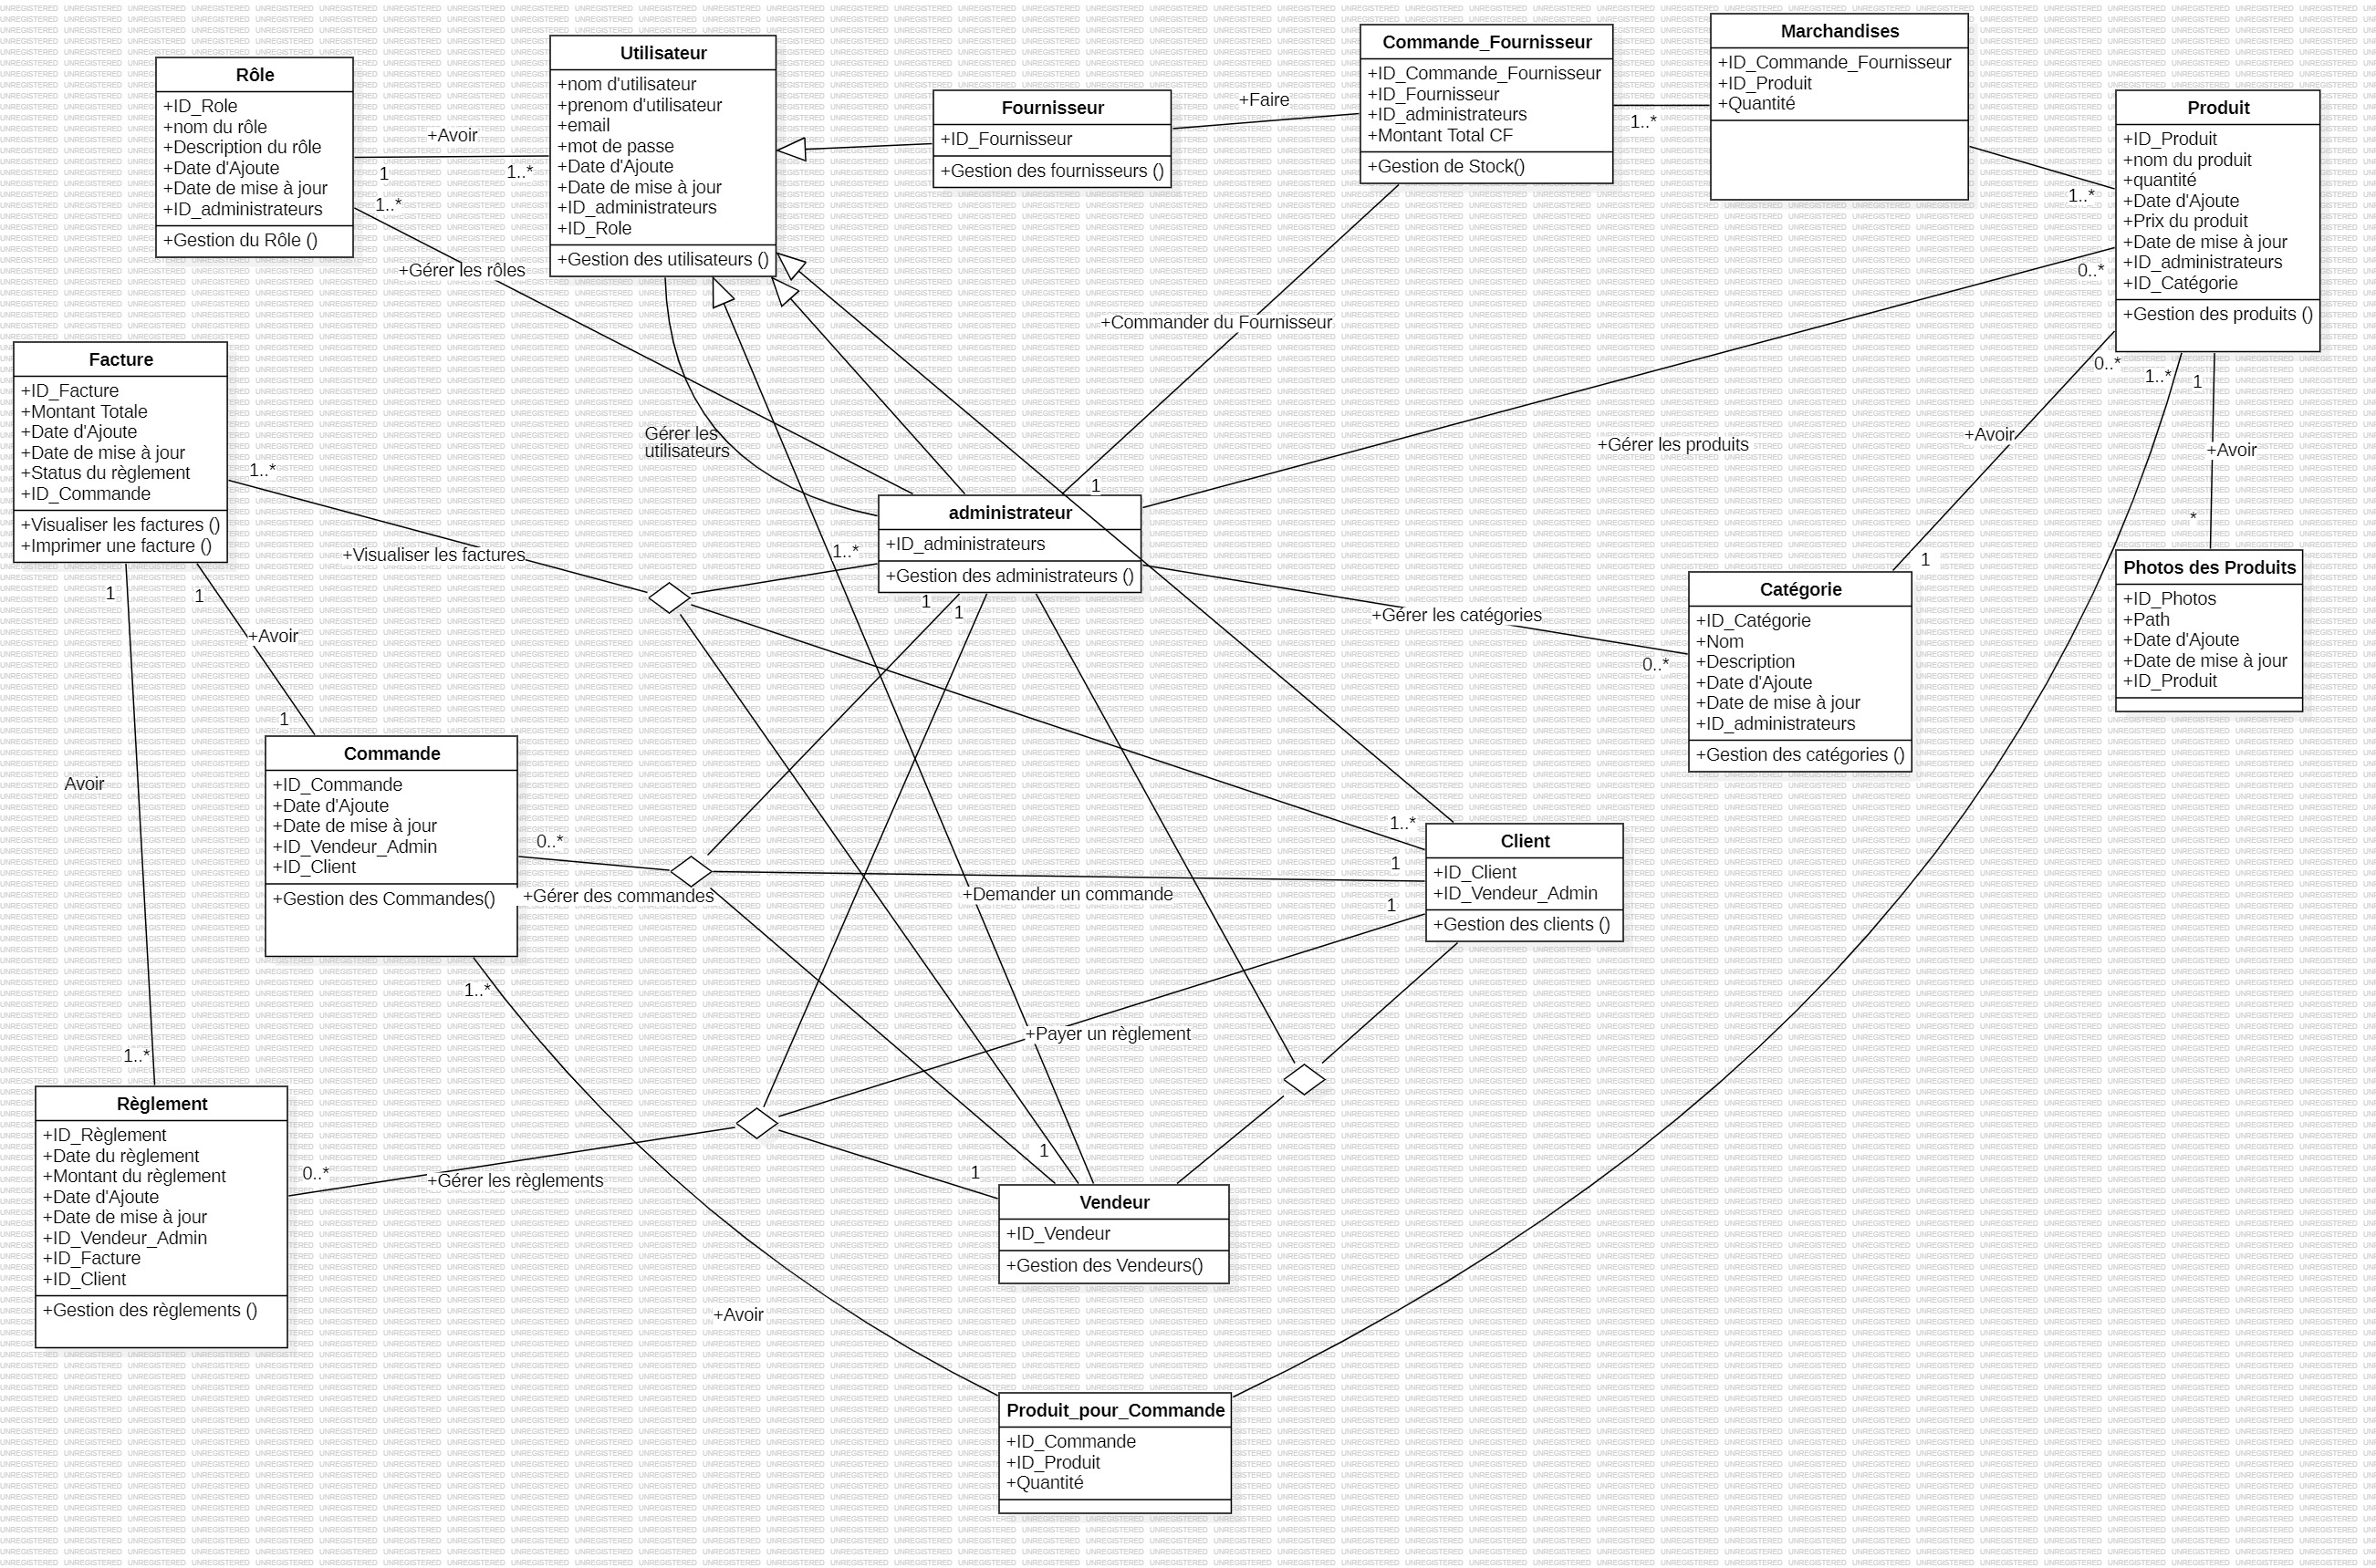 Rôle
+ID_Role
+nom du rôle
+Description du rôle
+Date d'Ajoute
+Date de mise à jour
+ID_administrateurs
+Gestion du Rôle ()
+Avoir
1
1..*
1..*
+Gérer les rôles
Utilisateur
+nom d'utilisateur
+prenom d'utilisateur
+email
+mot de passe
+Date d'Ajoute
+Date de mise à jour
+ID_administrateurs
+ID_Role
+Gestion des utilisateurs ()
Fournisseur
+ID_Fournisseur
+Gestion des fournisseurs ()
+Faire
Commande_Fournisseur
+ID_Commande_Fournisseur
+ID_Fournisseur
+ID_administrateurs
+Montant Total CF
+Gestion de Stock()
1..*
Marchandises
+ID_Commande_Fournisseur
+ID_Produit
+Quantité
1..*
Produit
+ID_Produit
+nom du produit
+quantité
+Date d'Ajoute
+Prix du produit
+Date de mise à jour
+ID_administrateurs
+ID_Catégorie
+Gestion des produits ()
0..*
0..*
1..*
1
+Commander du Fournisseur
+Gérer les produits
+Avoir
+Avoir
*
1
Facture
+ID_Facture
+Montant Totale
+Date d'Ajoute
+Date de mise à jour
+Status du règlement
+ID_Commande
+Visualiser les factures ()
+Imprimer une facture ()
1..*
1
1
+Visualiser les factures
Gérer les
utilisateurs
1
administrateur
+ID_administrateurs
+Gestion des administrateurs ()
1..*
1
1
+Gérer les catégories
0..*
Catégorie
+ID_Catégorie
+Nom
+Description
+Date d'Ajoute
+Date de mise à jour
+ID_administrateurs
+Gestion des catégories ()
Photos des Produits
+ID_Photos
+Path
+Date d'Ajoute
+Date de mise à jour
+ID_Produit
+Avoir
1
Avoir
Commande
+ID_Commande
+Date d'Ajoute
+Date de mise à jour
+ID_Vendeur_Admin
+ID_Client
+Gestion des Commandes()
0..*
+Gérer des commandes
1..*
+Demander un commande
1..*
1
1
Client
+ID_Client
+ID_Vendeur_Admin
+Gestion des clients ()
+Payer un règlement
1..*
Règlement
+ID_Règlement
+Date du règlement
+Montant du règlement
+Date d'Ajoute
+Date de mise à jour
+ID_Vendeur_Admin
+ID_Facture
+ID_Client
+Gestion des règlements ()
0..*
+Gérer les règlements
1
1
Vendeur
+ID_Vendeur
+Gestion des Vendeurs()
+Avoir
Produit_pour_Commande
+ID_Commande
+ID_Produit
+Quantité